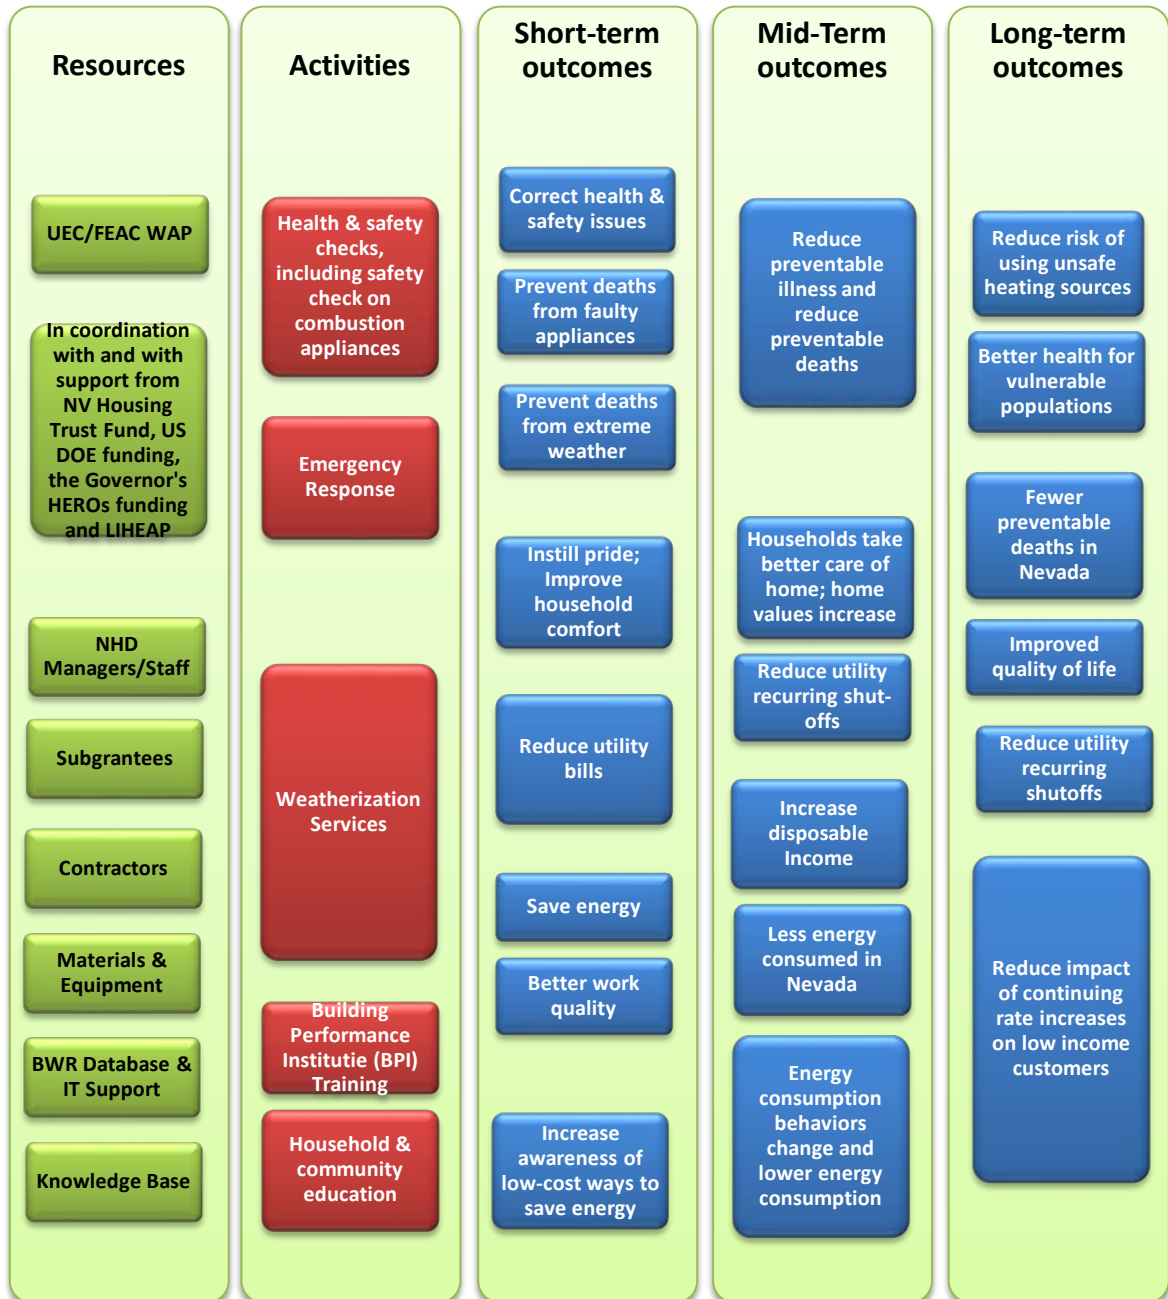 Resources
UEC/FEAC WAP
In coordination
with and with
support from
NV Housing
Trust Fund, US
DOE funding,
the Governor's
HEROs funding
and LIHEAP
NHD
Managers/Staff
Subgrantees
Contractors
Materials &
Equipment
BWR Database &
IT Support
Knowledge Base
Activities
Health & safety
checks,
including safety
check on
combustion
appliances
Emergency
Response
Weatherization
Services
Building
Performance
Institutie (BPI)
Training
Household &
community
education
Short-term
outcomes
Correct health &
safety issues
Prevent deaths
from faulty
appliances
Prevent deaths
from extreme
weather
Instill pride;
Improve
household
comfort
Reduce utility
bills
Save energy
Better work
quality
Increase
awareness of
low-cost ways to
save energy
Mid-Term
outcomes
Reduce
preventable
illness and
reduce
preventable
deaths
Households take
better care of
home; home
values increase
Reduce utility
recurring shut-
offs
Increase
disposable
Income
Less energy
consumed in
Nevada
Energy
consumption
behaviors
change and
lower energy
consumption
Long-term
outcomes
Reduce risk of
using unsafe
heating sources
Better health for
vulnerable
populations
Fewer
preventable
deaths in
Nevada
Improved
quality of life
Reduce utility
recurring
shutoffs
Reduce impact
of continuing
rate increases
on low income
customers